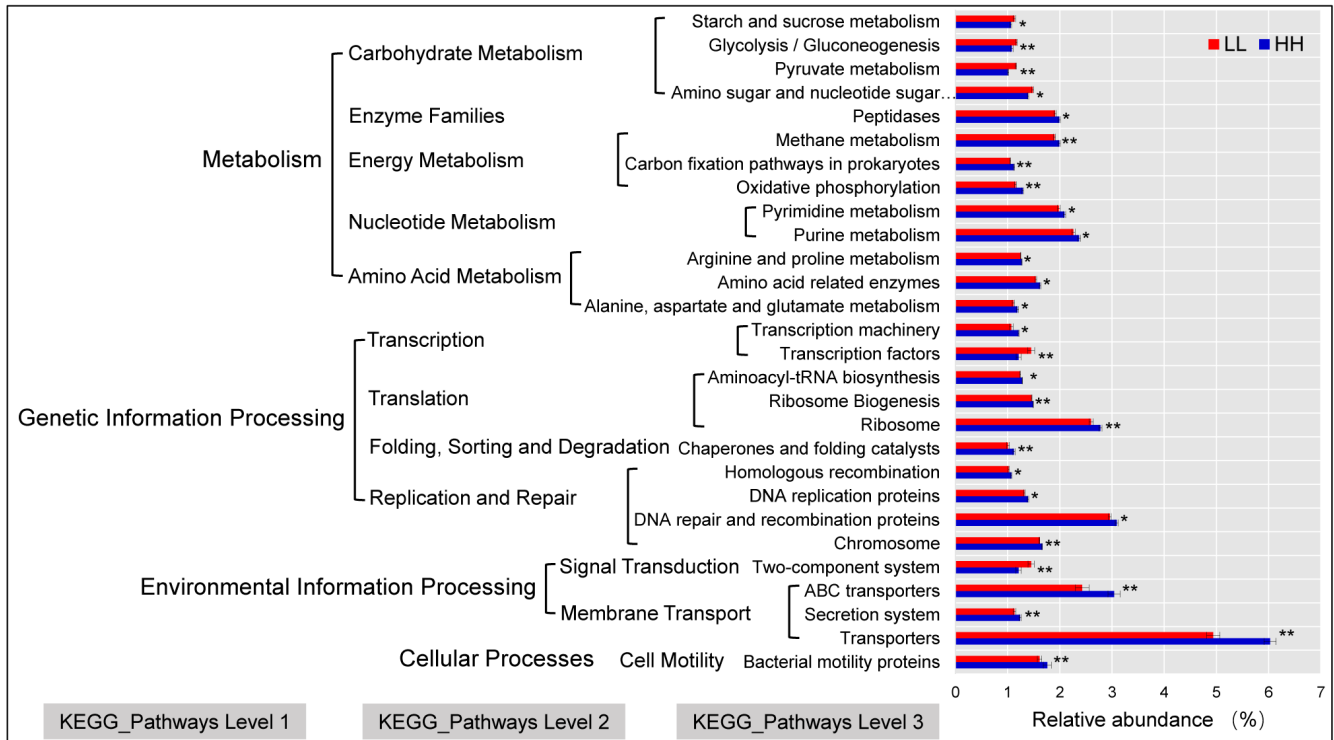 Starch and sucrose metabolism *
Carbohydrate Metabolism Glycolysis / Gluconeogenesis ** LL HH
Pyruvate metabolism **
Amino sugar and nucleotide sugar... *
Enzyme Families Peptidases *
Methane metabolism **
Metabolism Energy Metabolism Carbon fixation pathways in prokaryotes **
Oxidative phosphorylation **
Pyrimidine metabolism *
Nucleotide Metabolism
Purine metabolism *
Arginine and proline metabolism *
Amino Acid Metabolism Amino acid related enzymes *
Alanine, aspartate and glutamate metabolism *
Transcription machinery *
Transcription
Transcription factors **
Aminoacyl-tRNA biosynthesis *
Translation Ribosome Biogenesis **
Genetic Information Processing Ribosome **
Folding, Sorting and Degradation Chaperones and folding catalysts **
Homologous recombination *
Replication and Repair DNA replication proteins *
DNA repair and recombination proteins *
Chromosome **
Signal Transduction Two-component system **
Environmental Information Processing ABC transporters **
Membrane Transport Secretion system **
Transporters **
Cellular Processes Cell Motility Bacterial motility proteins **
0 1 2 3 4 5 6 7
KEGG_Pathways Level 1 KEGG_Pathways Level 2 KEGG_Pathways Level 3 Relative abundance （%）